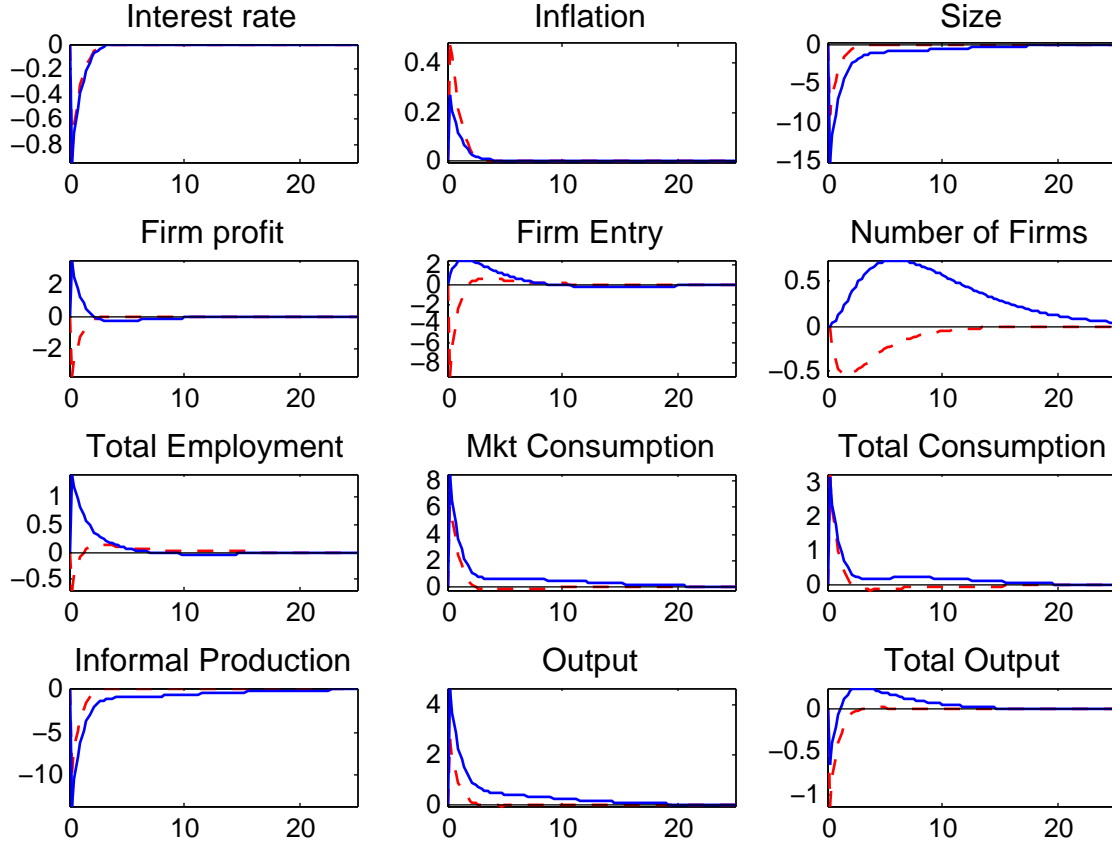 Interest rate
0
−0.2
−0.4
−0.6
−0.8
0 10 20
Inflation
0.4
0.2
0
0 10 20
Size
0
−5
−10
−15
0 10 20
Firm profit
2
0
−2
0 10 20
Firm Entry
2
0
−2
−4
−6
−8
0 10 20
Number of Firms
0.5
0
−0.5
0 10 20
Total Employment
1
0.5
0
−0.5
0 10 20
Mkt Consumption
8
6
4
2
0
0 10 20
Total Consumption
3
2
1
0
0 10 20
Informal Production
0
−5
−10
0 10 20
Output
4
2
0
0 10 20
Total Output
0
−0.5
−1
0 10 20